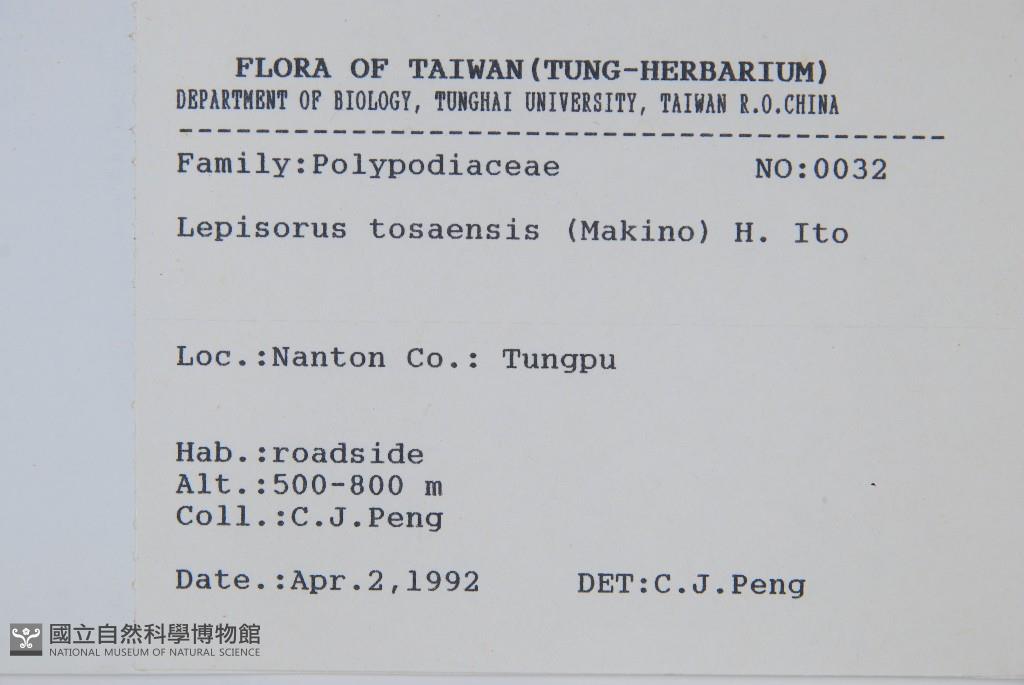 FLORA OF TAIWAN(TUNG-HERBARIUM)
DEPARTMENT OF BIOLOGY, TUNGHAI UNIVERSITY, TAIWAN R.O.CHINA
----------------------------------------
Family:Polypodiaceae NO:0032
Lepisorus tosaensis (Makino) H. Ito
Loc.:Nanton Co.: Tungpu
Hab.:roadside
Alt.:500-800 m
Coll.:C.J.Peng
Date.:Apr.2,1992 DET:C.J.Peng
國立自然科學博物館
NATIONAL MUSEUM OF NATURAL SCIENCE